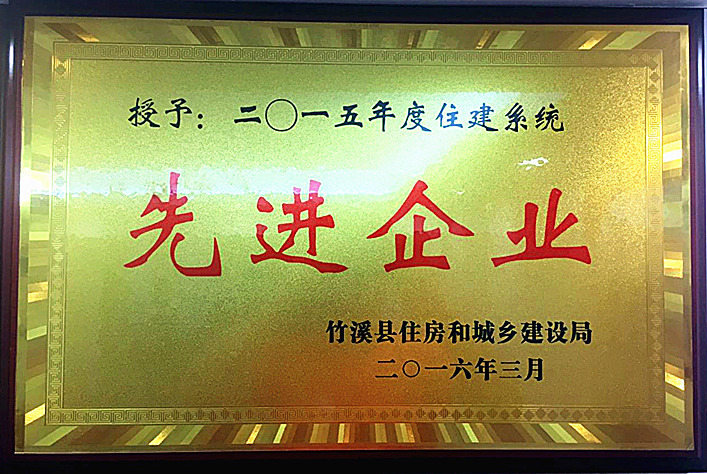 授予：二〇一五年度住建系统
先进企业
竹溪县住房和城乡建设局
二〇一六年三月